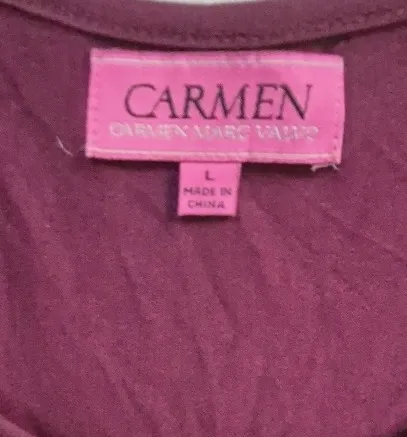 CARMEN
CARMEN MARC VALVO
L
MADE IN
CHINA